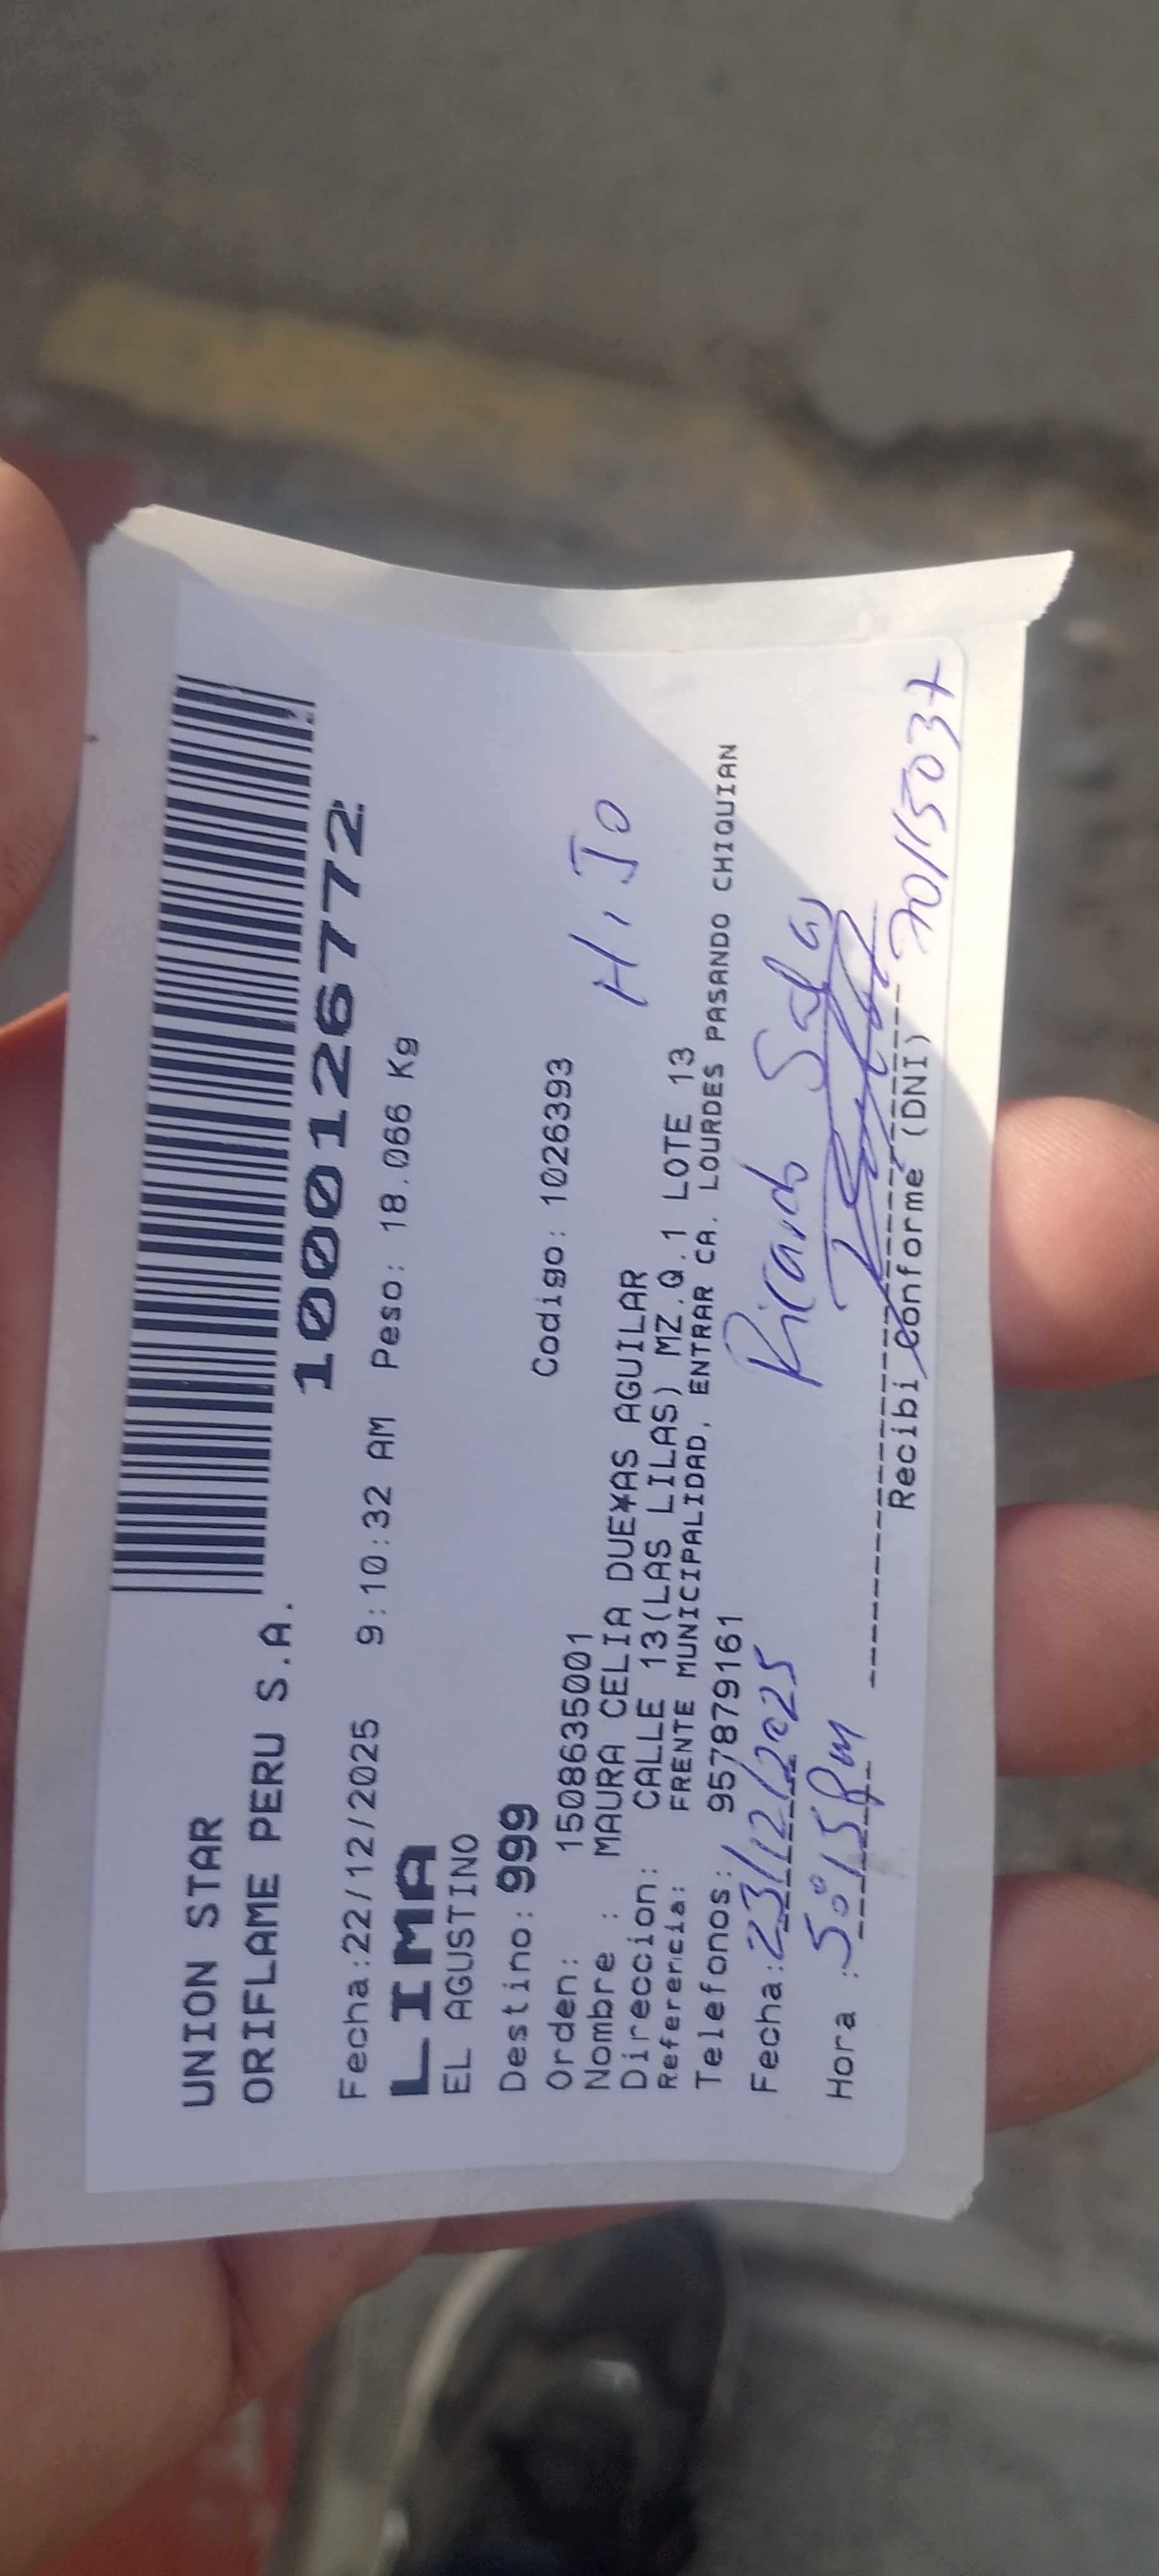 UNION STAR
ORIFLAME PERU S.A.
1000126772
Fecha:22/12/2025 9:10:32 AM Peso: 18.066 Kg
LIMA
EL AGUSTINO
Destino: 999
Codigo: 1026393
Orden: 1508635001
Nombre : MAURA CELIA DUE¥AS AGUILAR
Hijo
Direccion: CALLE 13(LAS LILAS) MZ.Q.1 LOTE 13
Referencia: FRENTE MUNICIPALIDAD, ENTRAR CA. LOURDES PASANDO CHIQUIAN
Telefonos: 957879161
Fecha: 23/12/2025
Ricardo
Hora : 5:15 Pm
Recibi conforme (DNI) 70115037